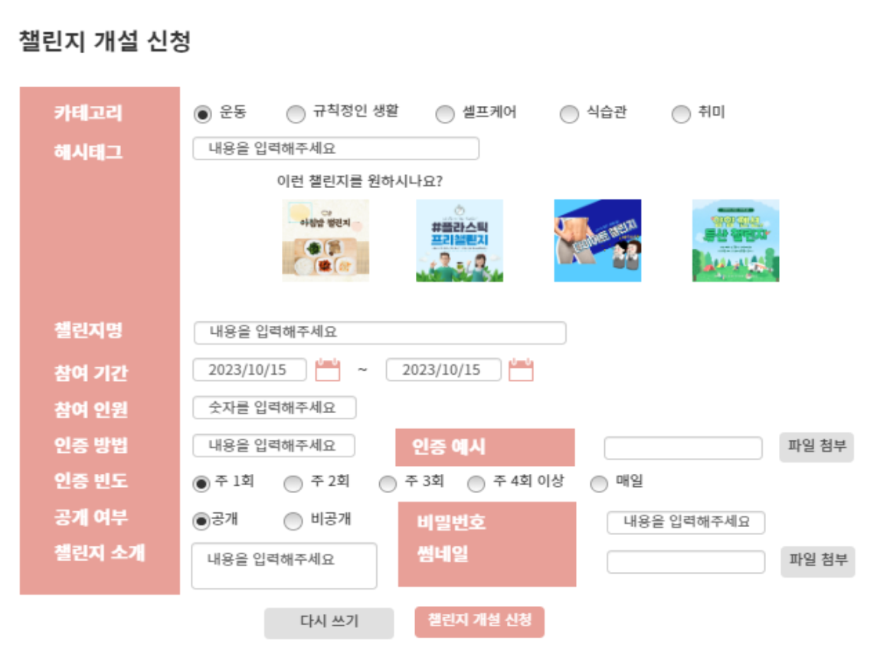 챌린지 개설 신청
카테고리 운동 규칙적인 생활 셀프케어 식습관 취미
해시태그 내용을 입력해주세요
이런 챌린지를 원하시나요?
아침밥 챌린지
#플라스틱
프리챌린지
다이어트 챌린지
등산 챌린지
챌린지명 내용을 입력해주세요
참여 기간 2023/10/15 ~ 2023/10/15
참여 인원 숫자를 입력해주세요
인증 방법 내용을 입력해주세요 인증 예시 파일 첨부
인증 빈도 주 1회 주 2회 주 3회 주 4회 이상 매일
공개 여부 공개 비공개 비밀번호 내용을 입력해주세요
챌린지 소개 내용을 입력해주세요 썸네일 파일 첨부
다시 쓰기 챌린지 개설 신청